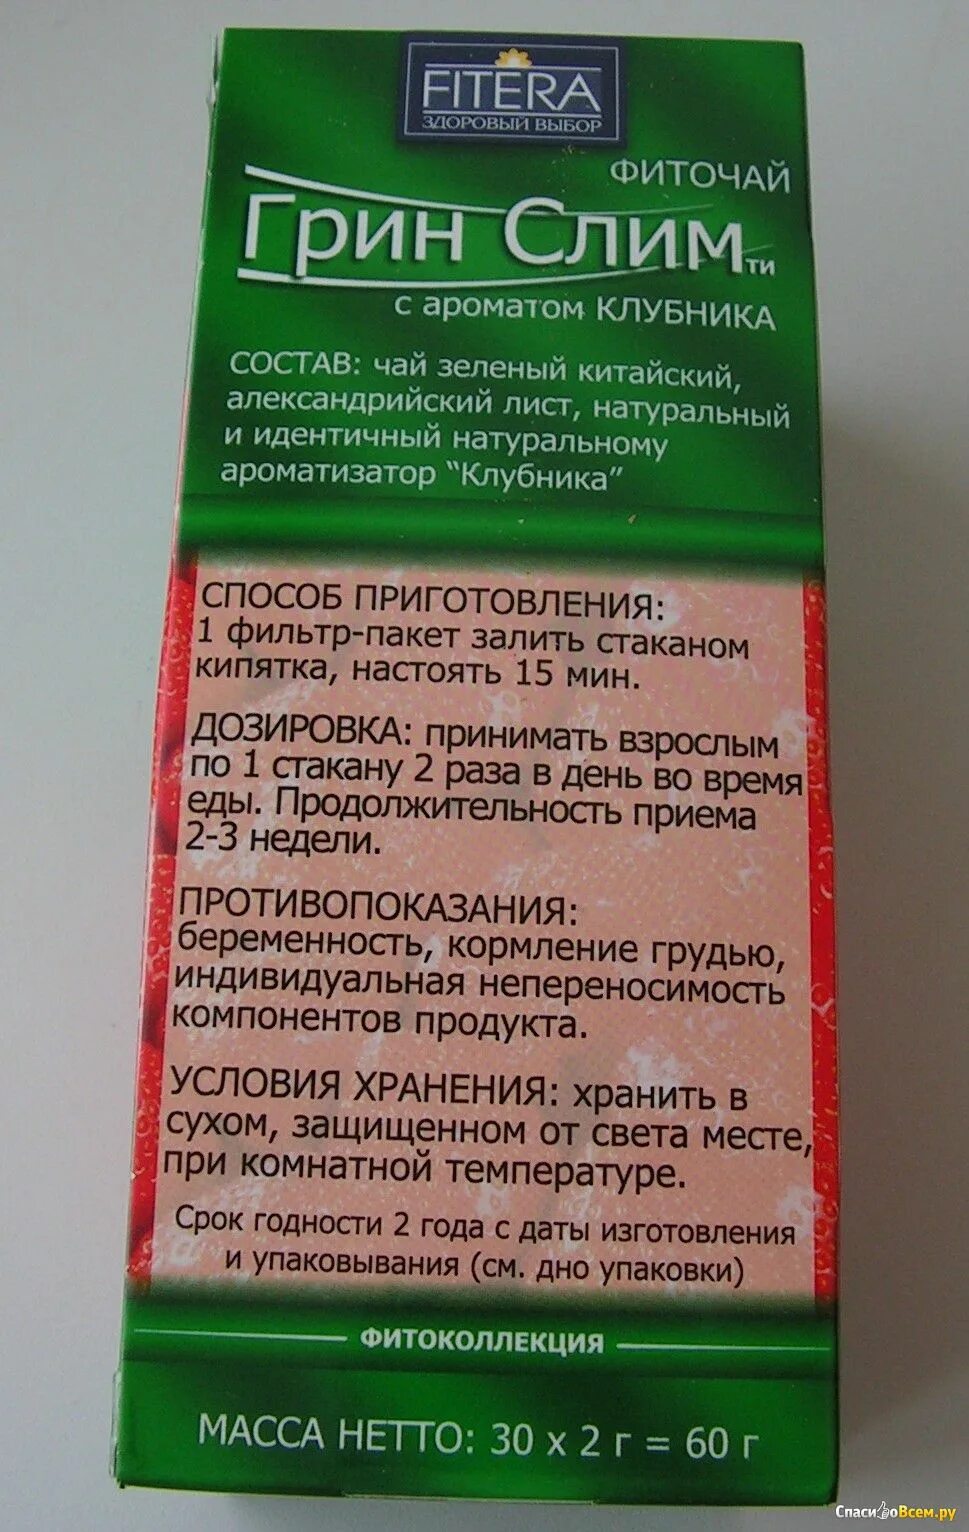 FITERA
ЗДОРОВЫЙ ВЫБОР
ФИТОЧАЙ
Грин Слим ти
с ароматом КЛУБНИКА
СОСТАВ: чай зеленый китайский,
александрийский лист, натуральный
и идентичный натуральному
ароматизатор “Клубника”
СПОСОБ ПРИГОТОВЛЕНИЯ:
1 фильтр-пакет залить стаканом
кипятка, настоять 15 мин.
ДОЗИРОВКА: принимать взрослым
по 1 стакану 2 раза в день во время
еды. Продолжительность приема
2-3 недели.
ПРОТИВОПОКАЗАНИЯ:
беременность, кормление грудью,
индивидуальная непереносимость
компонентов продукта.
УСЛОВИЯ ХРАНЕНИЯ: хранить в
сухом, защищенном от света месте,
при комнатной температуре.
Срок годности 2 года с даты изготовления
и упаковывания (см. дно упаковки)
ФИТОКОЛЛЕКЦИЯ
МАССА НЕТТО: 30 х 2 г = 60 г
СпасибоВсем.ру